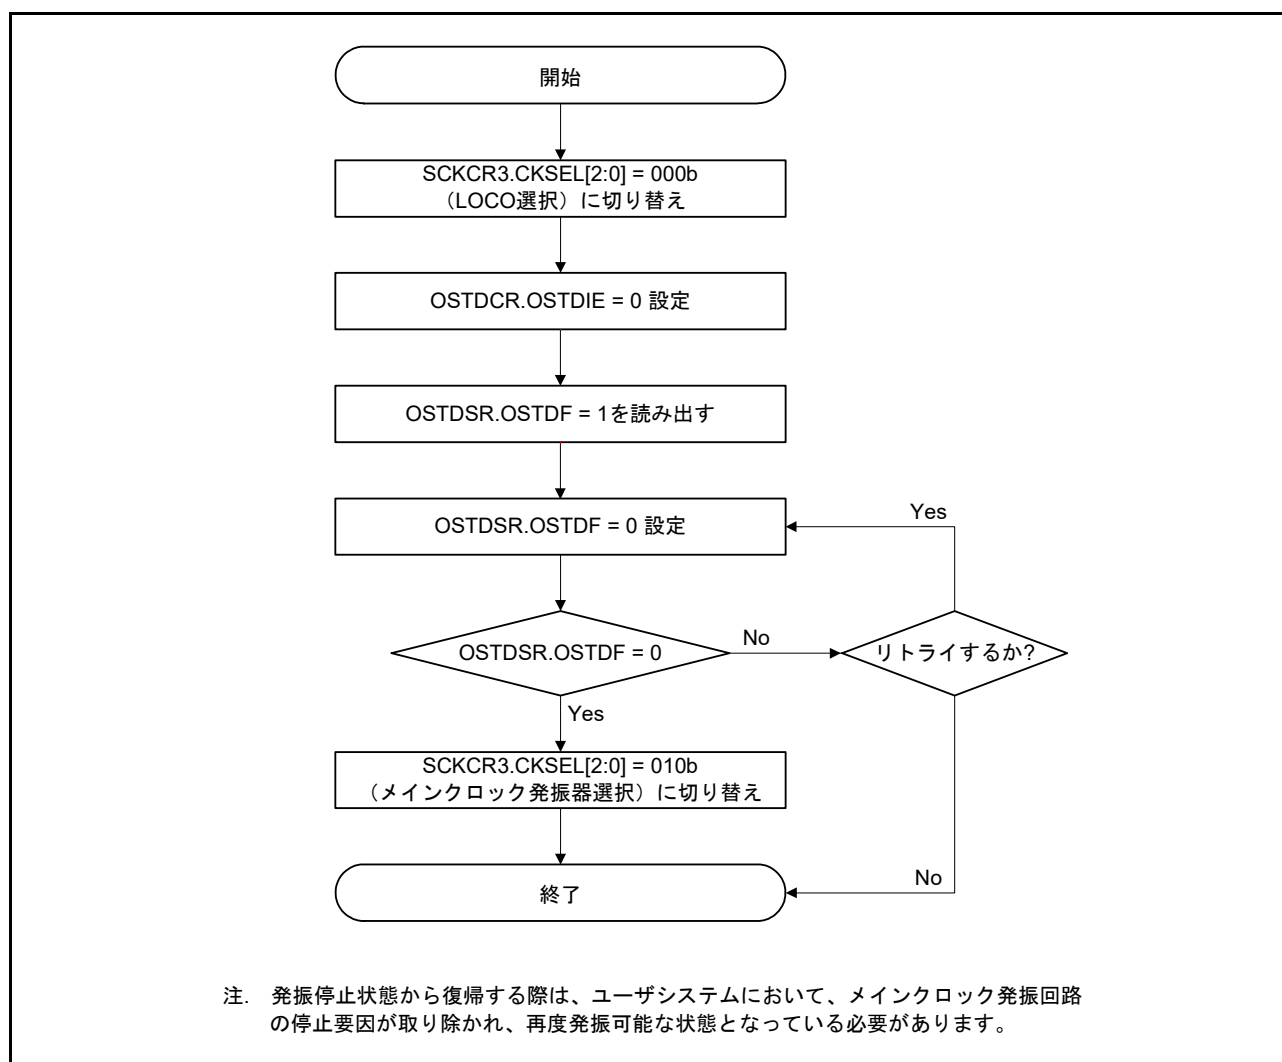 開始
SCKCR3.CKSEL[2:0] = 000b
（LOCO選択）に切り替え
OSTDCR.OSTDIE = 0 設定
OSTDSR.OSTDF = 1を読み出す
OSTDSR.OSTDF = 0 設定
Yes
OSTDSR.OSTDF = 0
No
リトライするか?
Yes
SCKCR3.CKSEL[2:0] = 010b
（メインクロック発振器選択）に切り替え
No
終了
注. 発振停止状態から復帰する際は、ユーザシステムにおいて、メインクロック発振回路
の停止要因が取り除かれ、再度発振可能な状態となっている必要があります。